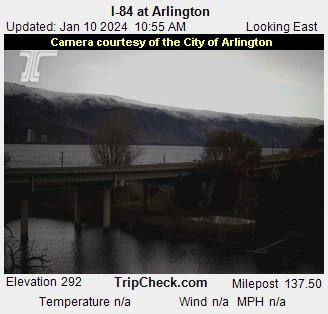 I-84 at Arlington
Updated: Jan 10 2024 10:55 AM Looking East
Camera courtesy of the City of Arlington
Elevation 292 TripCheck.com Milepost 137.50
Temperature n/a Wind n/a MPH n/a